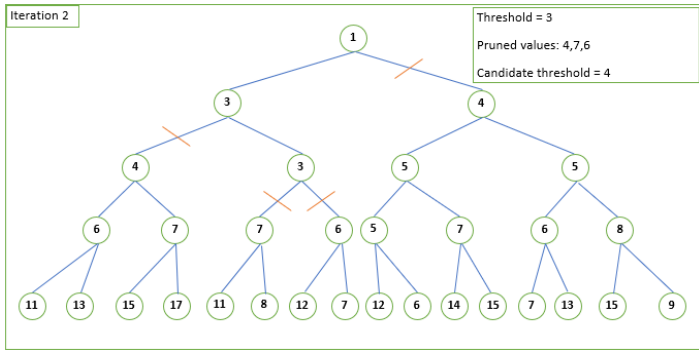 Iteration 2
Threshold = 3
Pruned values: 4,7,6
Candidate threshold = 4
1
3 4
4 3 5 5
6 7 7 6 5 7 6 8
11 13 15 17 11 8 12 7 12 6 14 15 7 13 15 9